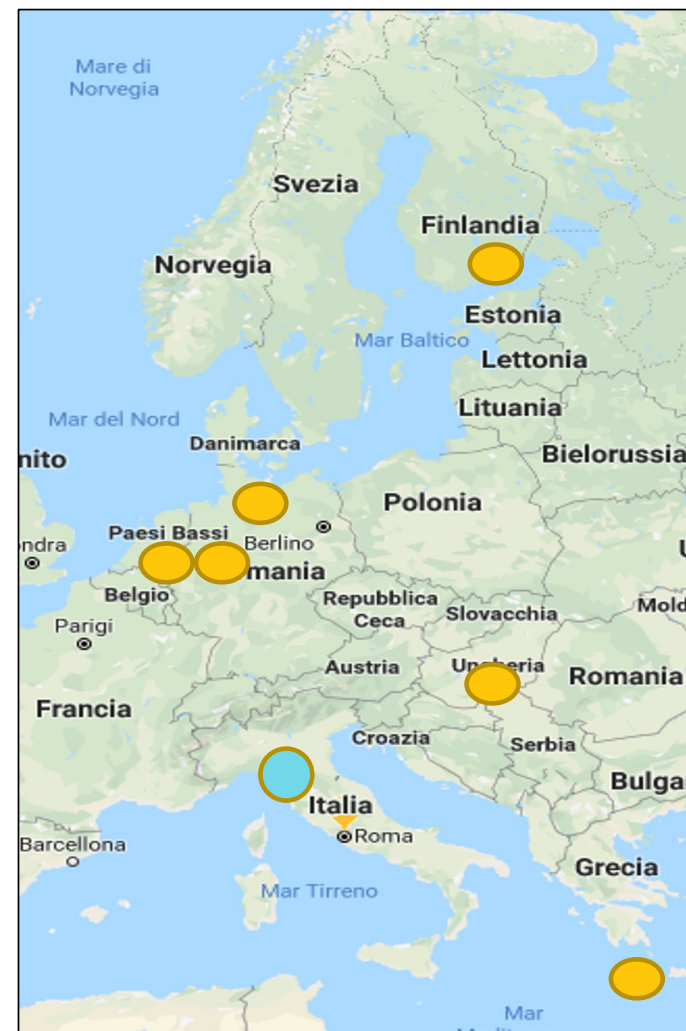 Mare di
Norvegia
Svezia
Finlandia
Norvegia
Estonia
Mar Baltico
Lettonia
Lituania
Mar del Nord
Danimarca
nito
Bielorussia
Polonia
Paesi Bassi
Berlino
ndra
mania
Belgio
Repubblica
Ceca
Slovacchia
Mold
Parigi
Austria
Ungheria
Romania
Francia
Croazia
Serbia
Bulga
Italia
Roma
Barcellona
Grecia
Mar Tirreno
Mar